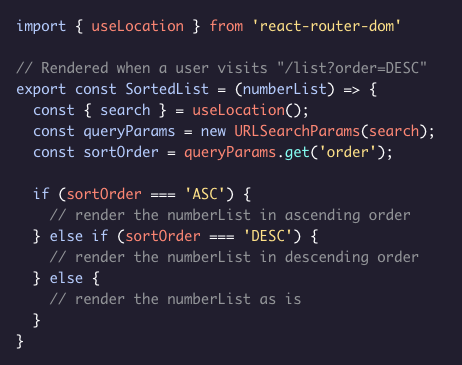 import { useLocation } from 'react-router-dom'

// Rendered when a user visits "/list?order=DESC"
export const SortedList = (numberList) => {
  const { search } = useLocation();
  const queryParams = new URLSearchParams(search);
  const sortOrder = queryParams.get('order');

  if (sortOrder === 'ASC') {
    // render the numberList in ascending order
  } else if (sortOrder === 'DESC') {
    // render the numberList in descending order
  } else {
    // render the numberList as is
  }
}